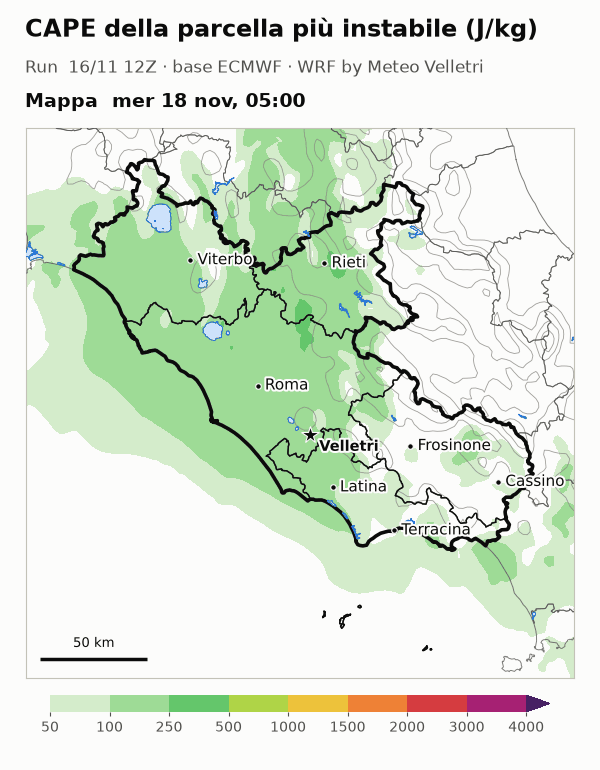 CAPE della parcella più instabile (J/kg)
Run  16/11 12Z · base ECMWF · WRF by Meteo Velletri
Mappa  mer 18 nov, 05:00
Viterbo
Rieti
Roma
Velletri
Frosinone
Latina
Cassino
Terracina
50 km
50 100 250 500 1000 1500 2000 3000 4000